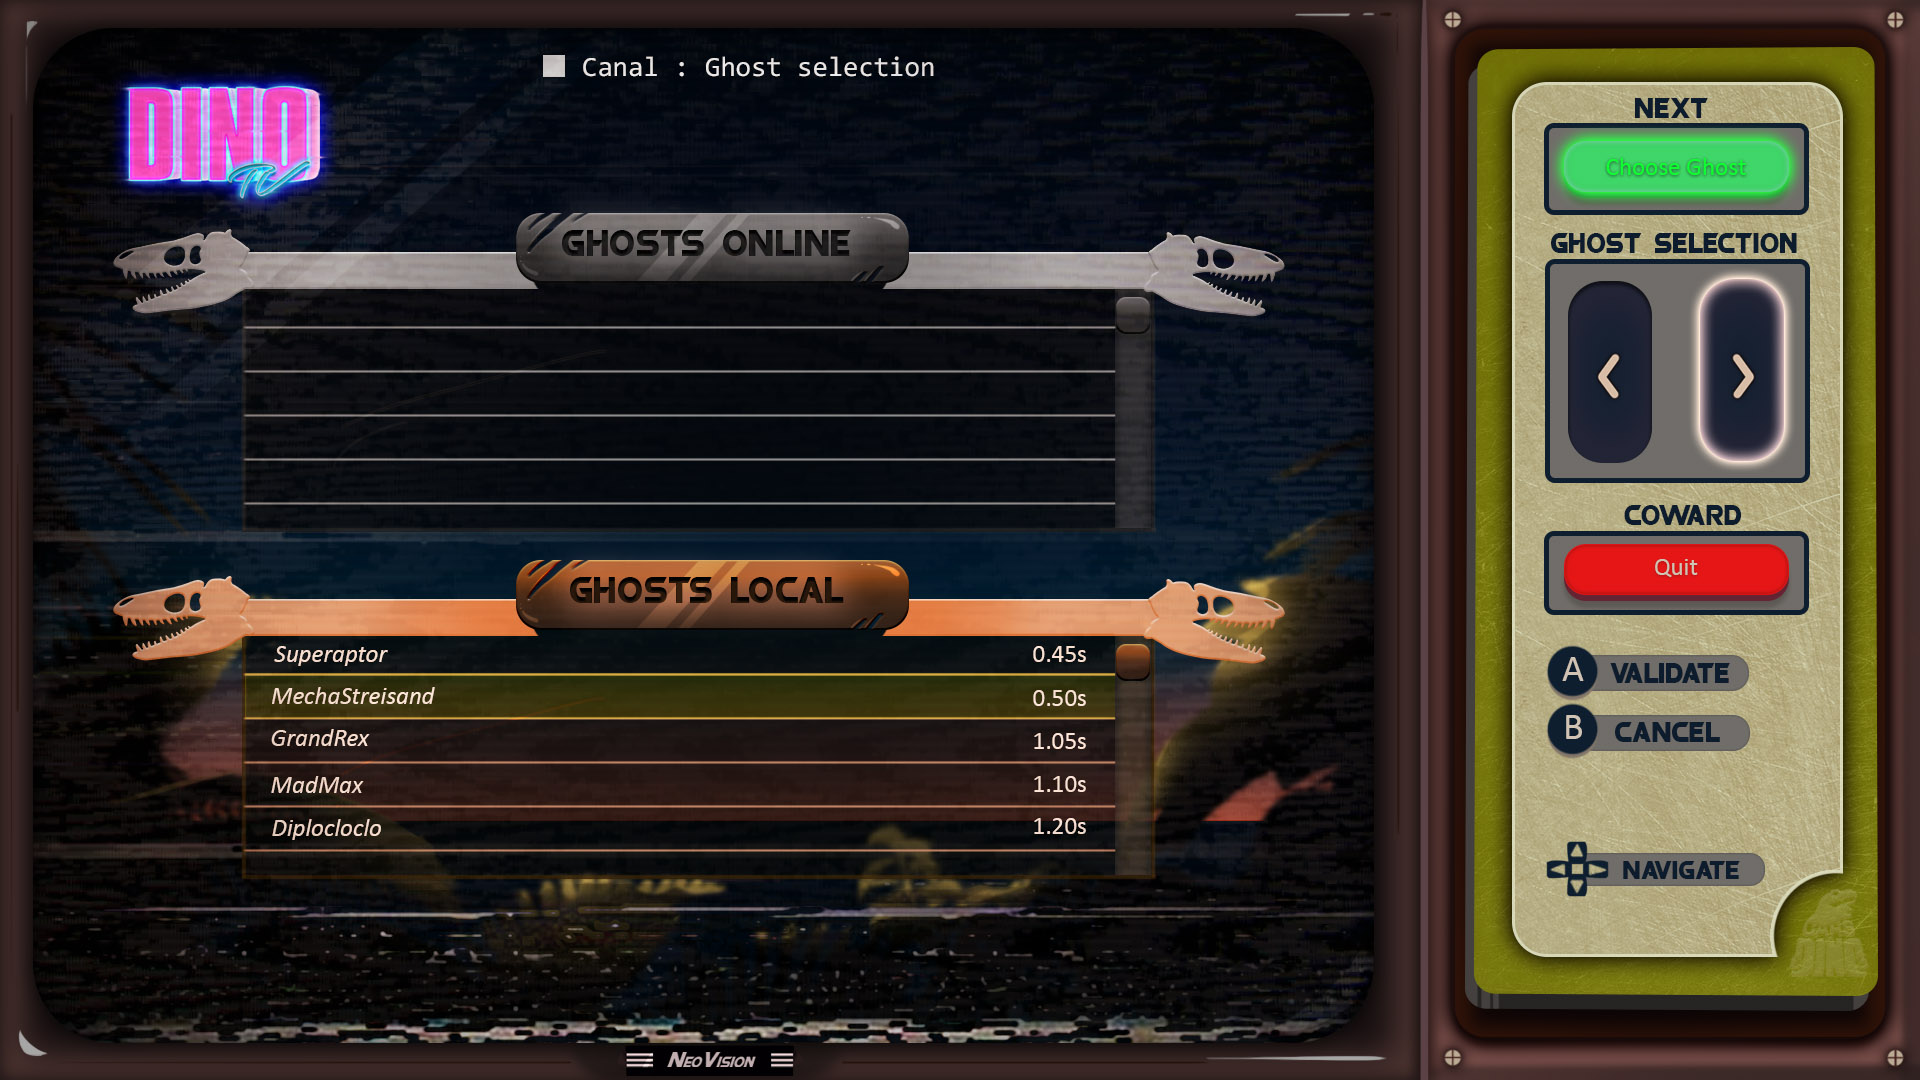 Canal : Ghost selection
DINO
TV
GHOSTS ONLINE
GHOSTS LOCAL
Superaptor 0.45s
MechaStreisand 0.50s
GrandRex 1.05s
MadMax 1.10s
Diplocloclo 1.20s
NEOVISION
NEXT
Choose Ghost
GHOST SELECTION
COWARD
Quit
A VALIDATE
B CANCEL
NAVIGATE
DINO